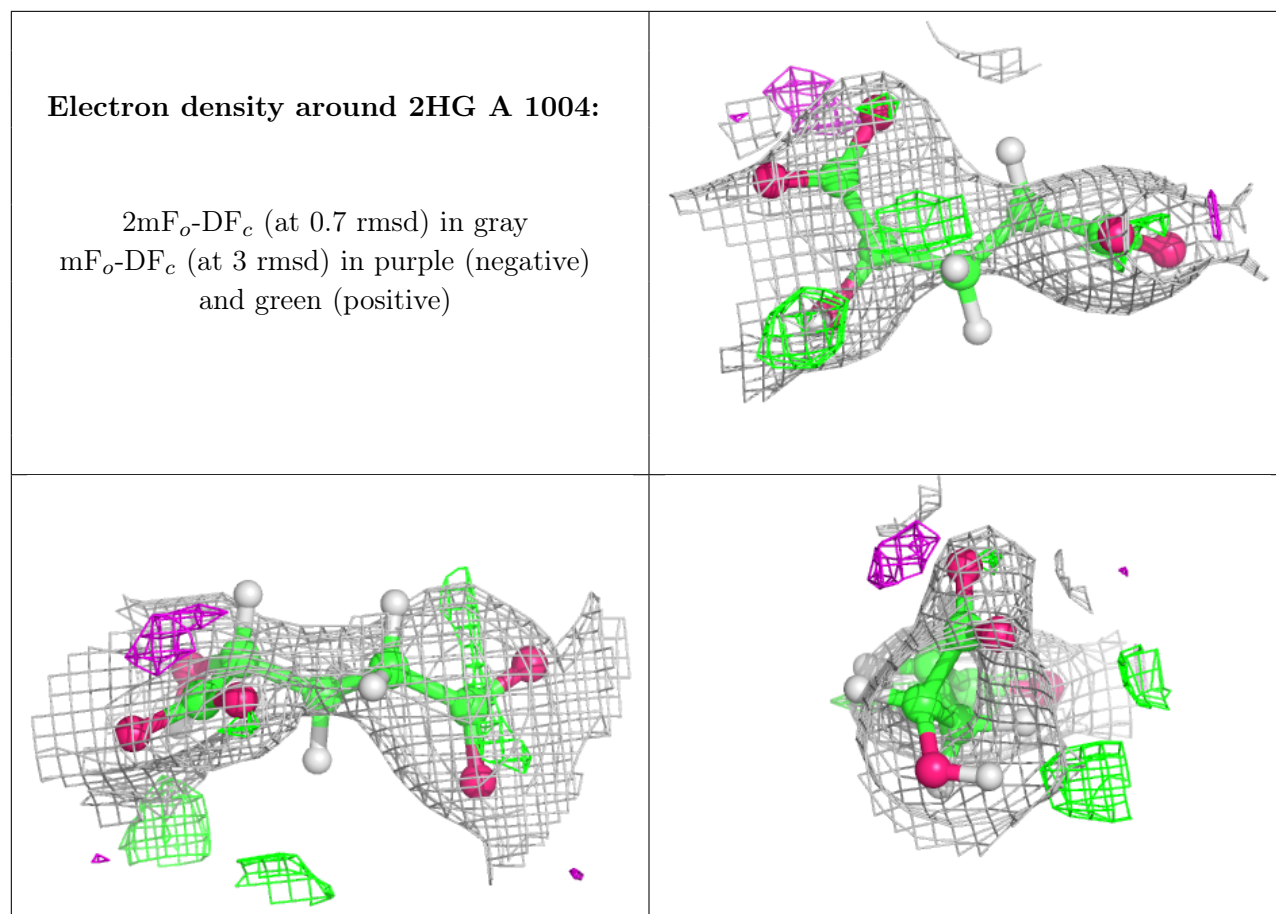 Electron density around 2HG A 1004:
2mFo-DFc (at 0.7 rmsd) in gray
mFo-DFc (at 3 rmsd) in purple (negative)
and green (positive)